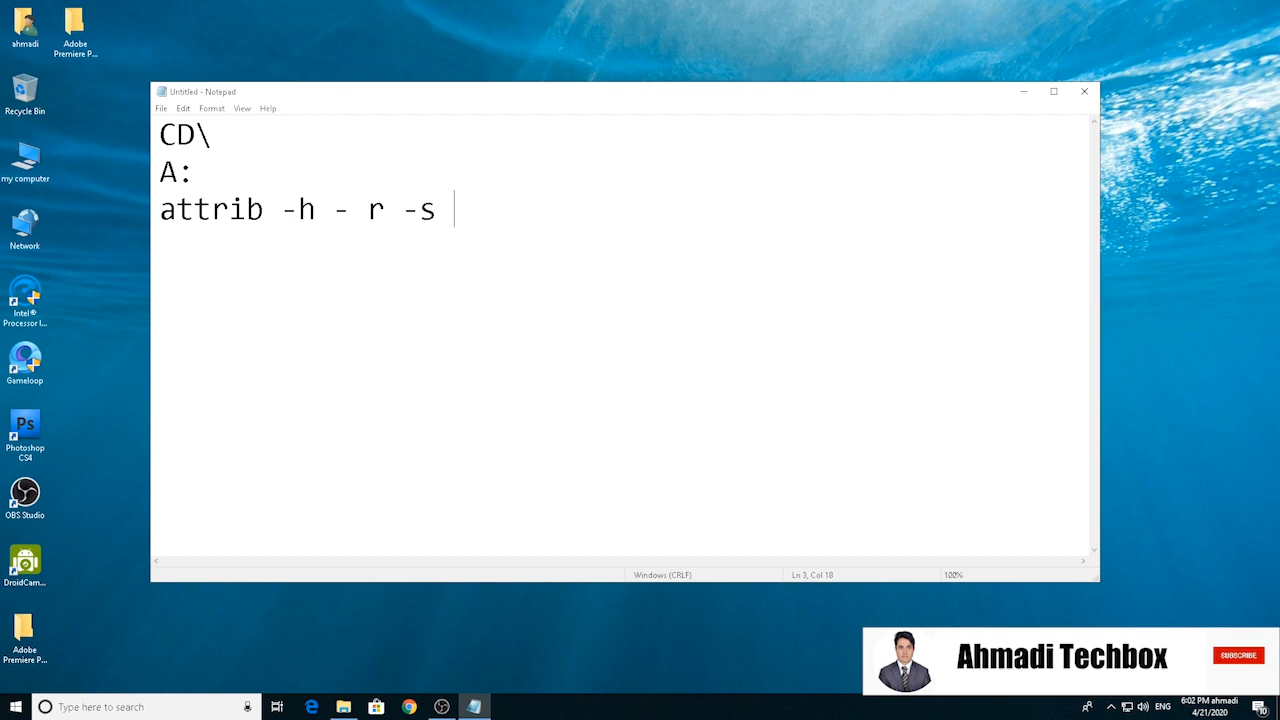 ahmadi
Adobe
Premiere P...
Recycle Bin
my computer
Network
Intel®
Processor I...
Gameloop
Ps
Photoshop
CS4
OBS Studio
DroidCam...
Adobe
Premiere P...
Untitled - Notepad
File Edit Format View Help
CD\
A:
attrib -h - r -s
Windows (CRLF) Ln 3, Col 18 100%
Ahmadi Techbox
SUBSCRIBE
Type here to search
ENG
6:02 PM ahmadi
4/21/2020
10